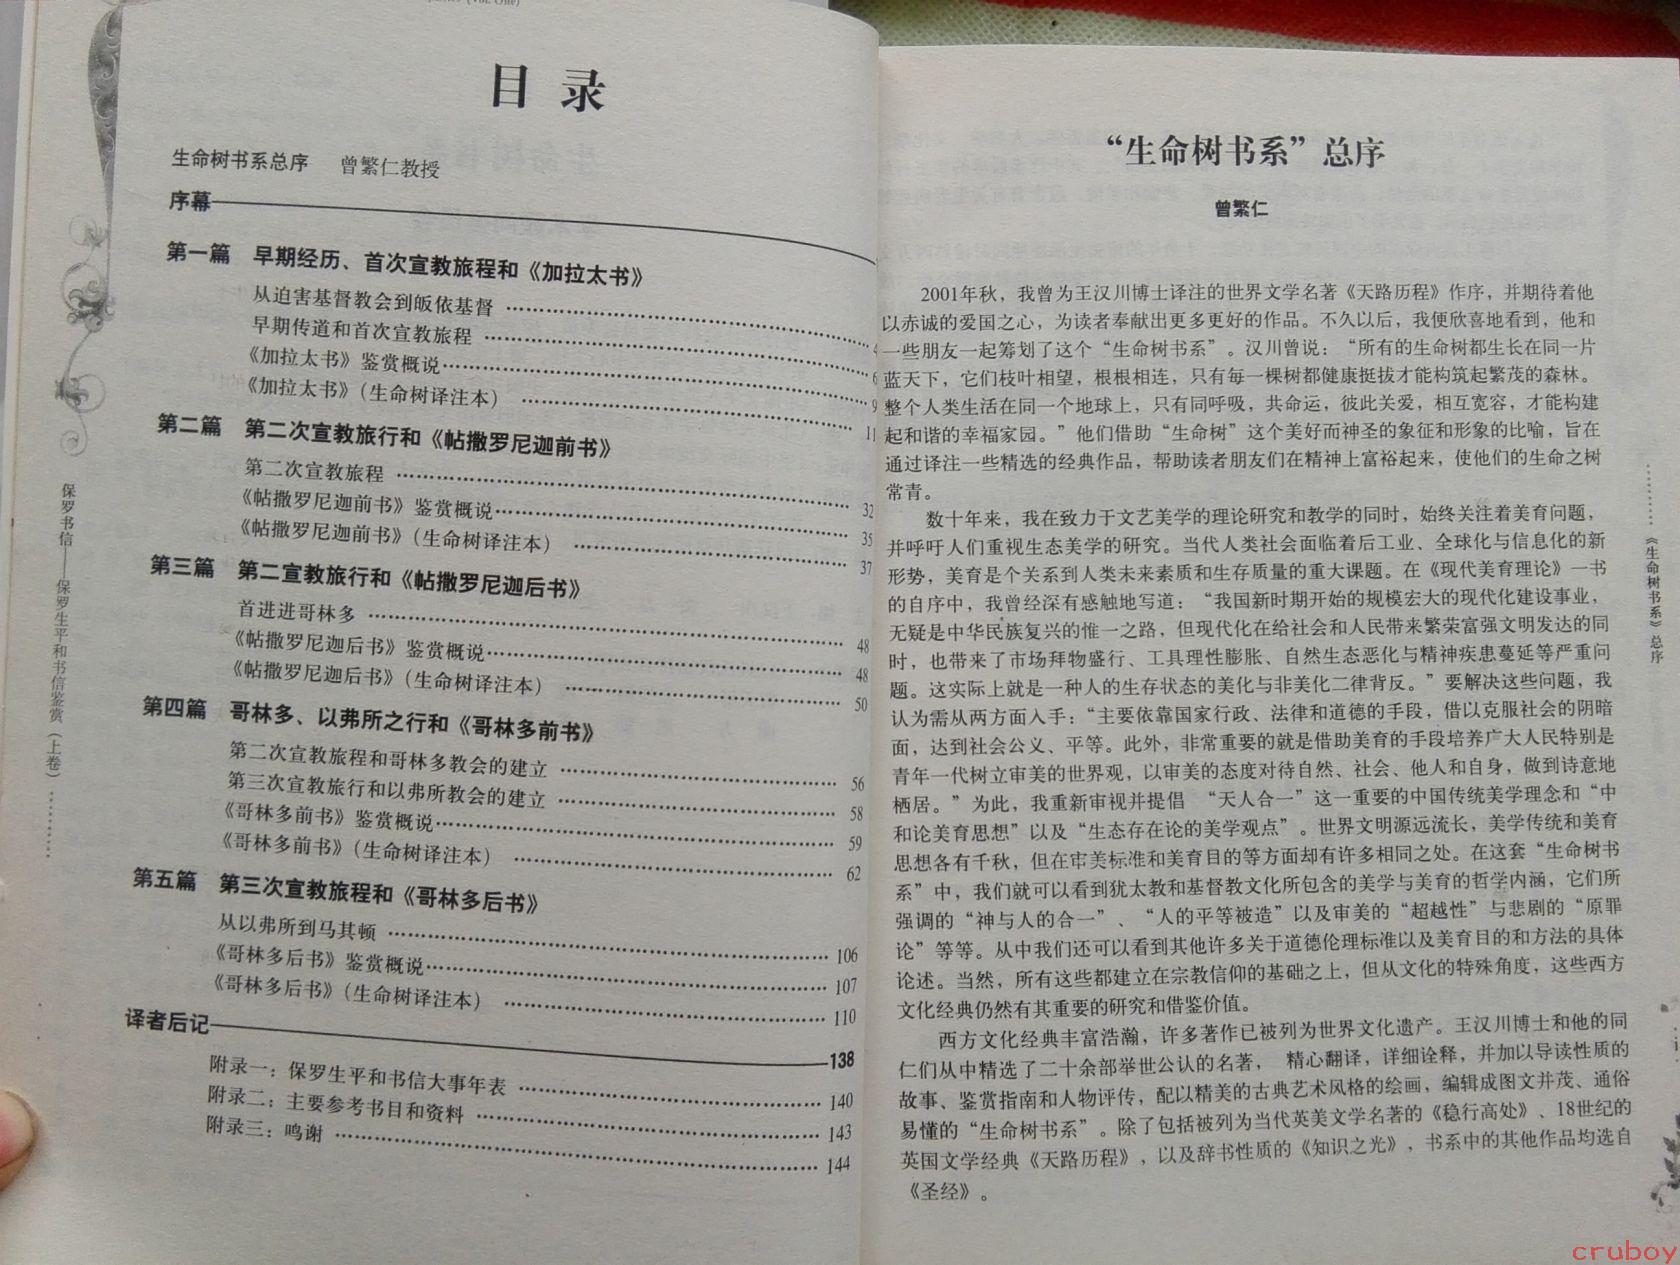 (Vol. One)
目 录
生命树书系总序 曾繁仁教授
序幕
第一篇 早期经历、首次宣教旅程和《加拉太书》
从迫害基督教会到皈依基督
早期传道和首次宣教旅程 4
《加拉太书》鉴赏概说 6
《加拉太书》（生命树译注本） 9
11
第二篇 第二次宣教旅行和《帖撒罗尼迦前书》
第二次宣教旅程 32
《帖撒罗尼迦前书》鉴赏概说 35
《帖撒罗尼迦前书》（生命树译注本） 37
第三篇 第二宣教旅行和《帖撒罗尼迦后书》
首进进哥林多 48
《帖撒罗尼迦后书》鉴赏概说 48
《帖撒罗尼迦后书》（生命树译注本） 50
第四篇 哥林多、以弗所之行和《哥林多前书》
第二次宣教旅程和哥林多教会的建立 56
第三次宣教旅行和以弗所教会的建立 58
《哥林多前书》鉴赏概说 59
《哥林多前书》（生命树译注本） 62
第五篇 第三次宣教旅程和《哥林多后书》
从以弗所到马其顿 106
《哥林多后书》鉴赏概说 107
《哥林多后书》（生命树译注本） 110
译者后记 138
附录一：保罗生平和书信大事年表 140
附录二：主要参考书目和资料 143
附录三：鸣谢 144
保罗书信——保罗生平和书信鉴赏（上卷）
“生命树书系”总序
曾繁仁
2001年秋，我曾为王汉川博士译注的世界文学名著《天路历程》作序，并期待着他
以赤诚的爱国之心，为读者奉献出更多更好的作品。不久以后，我便欣喜地看到，他和
一些朋友一起筹划了这个“生命树书系”。汉川曾说：“所有的生命树都生长在同一片
蓝天下，它们枝叶相望，根根相连，只有每一棵树都健康挺拔才能构筑起繁茂的森林。
整个人类生活在同一个地球上，只有同呼吸，共命运，彼此关爱，相互宽容，才能构建
起和谐的幸福家园。”他们借助“生命树”这个美好而神圣的象征和形象的比喻，旨在
通过译注一些精选的经典作品，帮助读者朋友们在精神上富裕起来，使他们的生命之树
常青。
数十年来，我在致力于文艺美学的理论研究和教学的同时，始终关注着美育问题，
并呼吁人们重视生态美学的研究。当代人类社会面临着后工业、全球化与信息化的新
形势，美育是个关系到人类未来素质和生存质量的重大课题。在《现代美育理论》一书
的自序中，我曾经深有感触地写道：“我国新时期开始的规模宏大的现代化建设事业，
无疑是中华民族复兴的惟一之路，但现代化在给社会和人民带来繁荣富强文明发达的同
时，也带来了市场拜物盛行、工具理性膨胀、自然生态恶化与精神疾患蔓延等严重问
题。这实际上就是一种人的生存状态的美化与非美化二律背反。”要解决这些问题，我
认为需从两方面入手：“主要依靠国家行政、法律和道德的手段，借以克服社会的阴暗
面，达到社会公义、平等。此外，非常重要的就是借助美育的手段培养广大人民特别是
青年一代树立审美的世界观，以审美的态度对待自然、社会、他人和自身，做到诗意地
栖居。”为此，我重新审视并提倡 “天人合一”这一重要的中国传统美学理念和“中
和论美育思想”以及“生态存在论的美学观点”。世界文明源远流长，美学传统和美育
思想各有千秋，但在审美标准和美育目的等方面却有许多相同之处。在这套“生命树书
系”中，我们就可以看到犹太教和基督教文化所包含的美学与美育的哲学内涵，它们所
强调的“神与人的合一”、“人的平等被造”以及审美的“超越性”与悲剧的“原罪
论”等等。从中我们还可以看到其他许多关于道德伦理标准以及美育目的和方法的具体
论述。当然，所有这些都建立在宗教信仰的基础之上，但从文化的特殊角度，这些西方
文化经典仍然有其重要的研究和借鉴价值。
西方文化经典丰富浩瀚，许多著作已被列为世界文化遗产。王汉川博士和他的同
仁们从中精选了二十余部举世公认的名著， 精心翻译，详细诠释，并加以导读性质的
故事、鉴赏指南和人物评传，配以精美的古典艺术风格的绘画，编辑成图文并茂、通俗
易懂的“生命树书系”。除了包括被列为当代英美文学名著的《稳行高处》、18世纪的
英国文学经典《天路历程》，以及辞书性质的《知识之光》，书系中的其他作品均选自
《圣经》。
《生命树书系》总序
cruboy